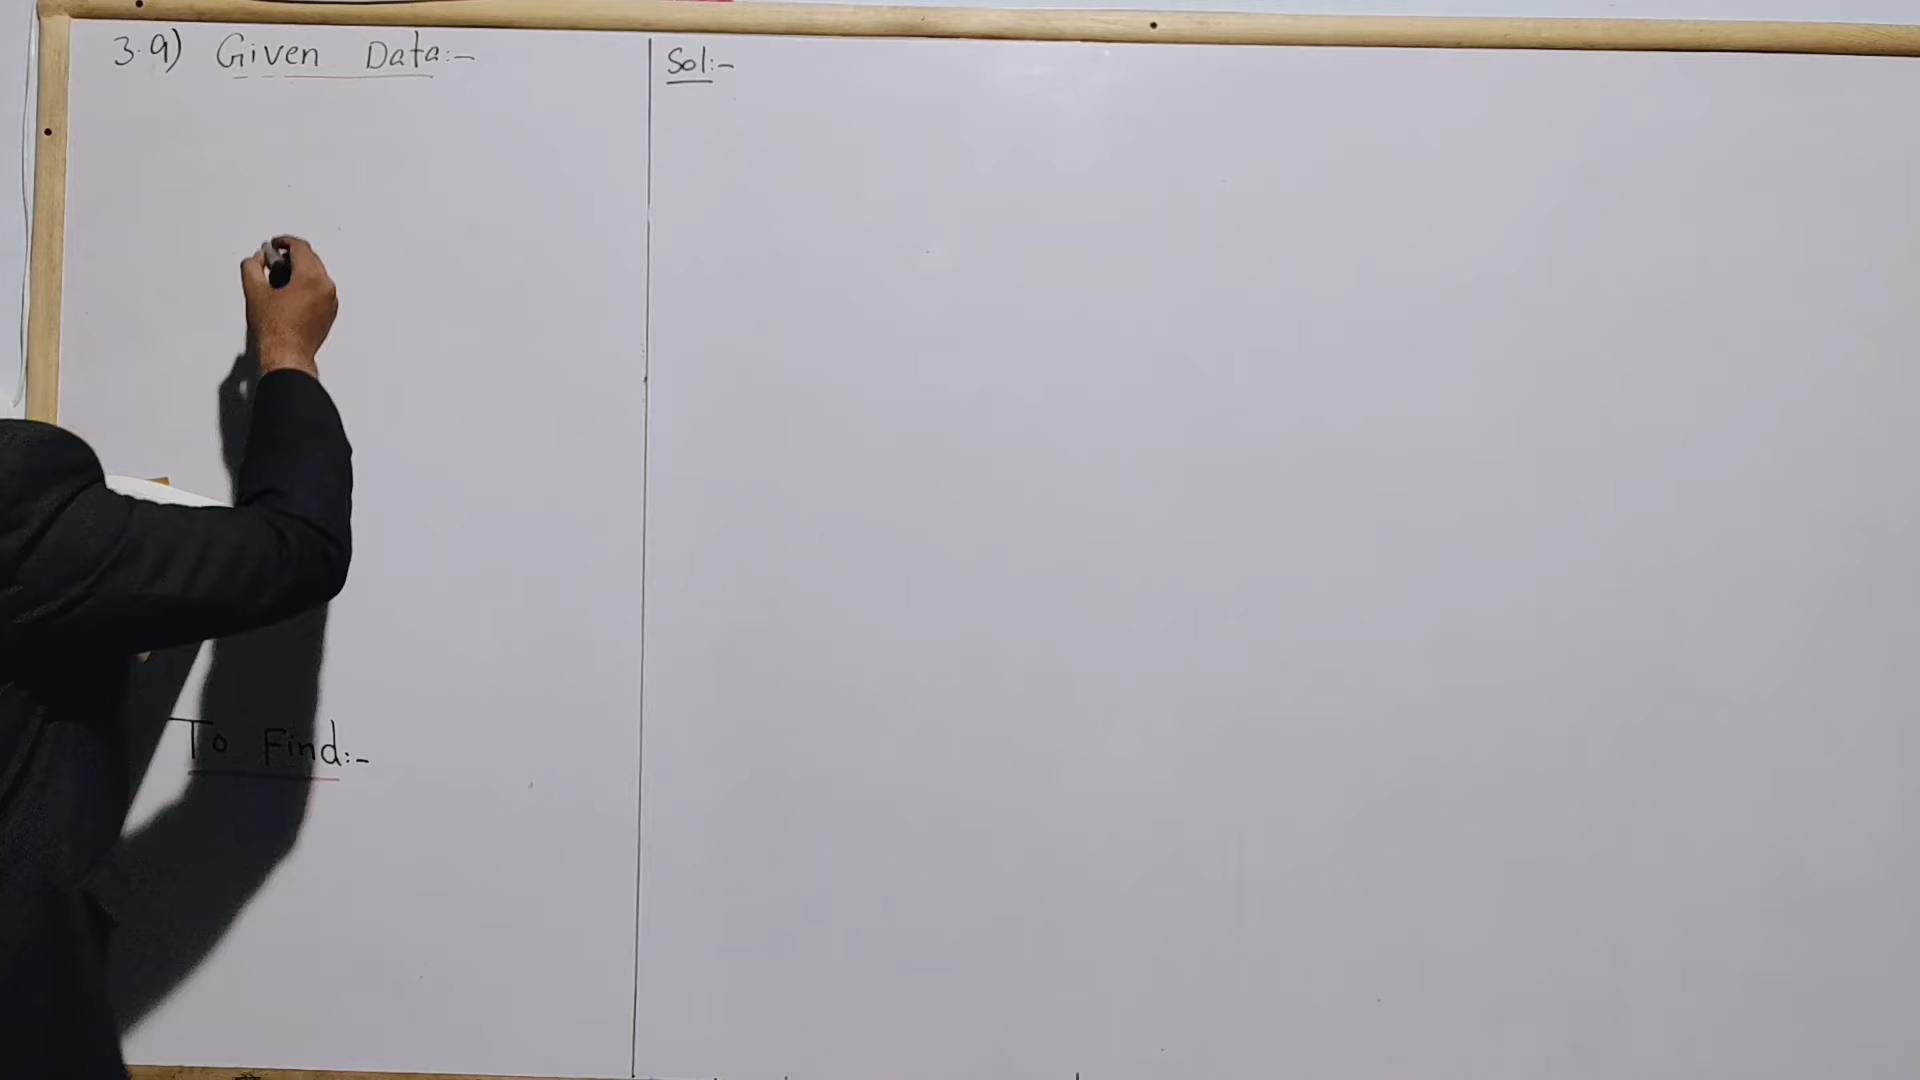 3.9) Given Data:-
To Find:-
Sol:-